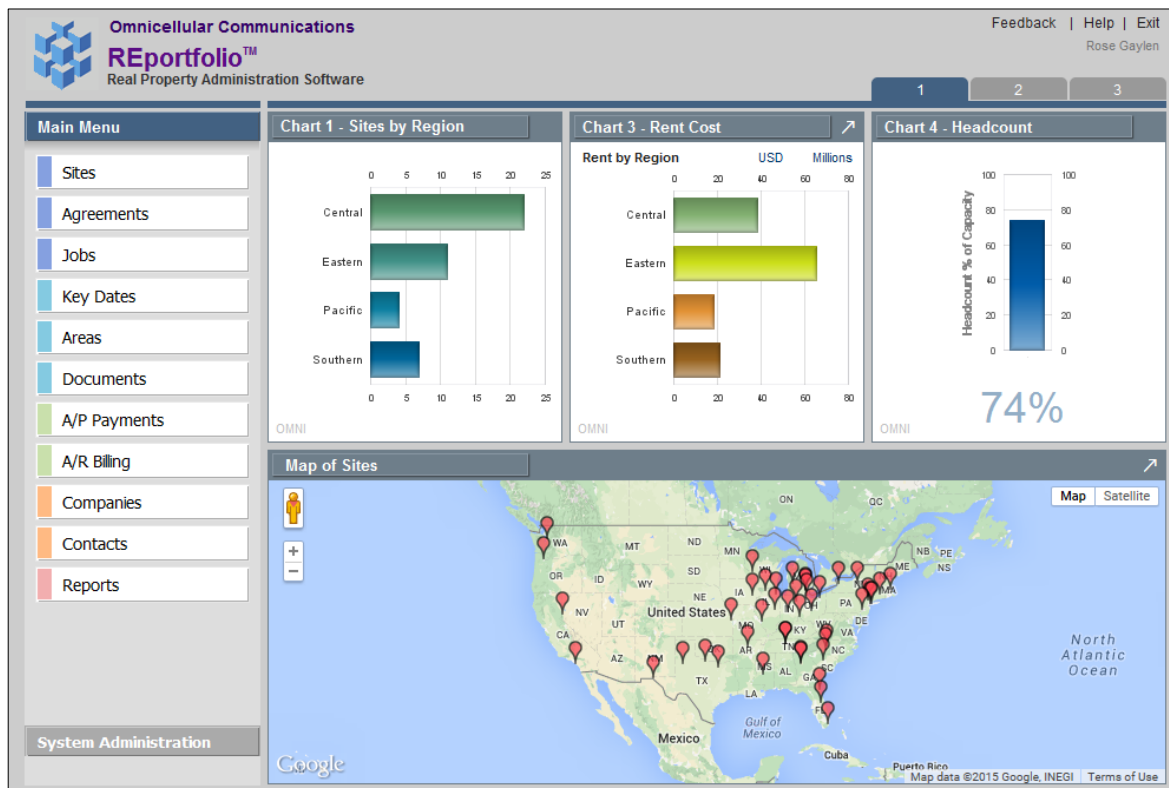 Omnicellular Communications
REportfolio™
Real Property Administration Software
Feedback | Help | Exit
Rose Gaylen
1 2 3
Main Menu
Sites
Agreements
Jobs
Key Dates
Areas
Documents
A/P Payments
A/R Billing
Companies
Contacts
Reports
System Administration
Chart 1 - Sites by Region
0 5 10 15 20 25
Central
Eastern
Pacific
Southern
0 5 10 15 20 25
OMNI
Chart 3 - Rent Cost
Rent by Region USD Millions
0 20 40 60 80
Central
Eastern
Pacific
Southern
0 20 40 60 80
OMNI
Chart 4 - Headcount
Headcount % of Capacity
100 100
80 80
60 60
40 40
20 20
0 0
74%
OMNI
Map of Sites
Map Satellite
+
−
ON QC
WA MT ND MN NB PE
OR ID WY SD ME NS
IA MA
NE PA
NV UT United States IN OH DE
CA KY WV VA
AZ NM AR TN NC
MS SC
TX AL GA
LA
FL
North
Atlantic
Ocean
Gulf of
Mexico
Mexico
Cuba
Puerto Rico
Google
Map data ©2015 Google, INEGI Terms of Use